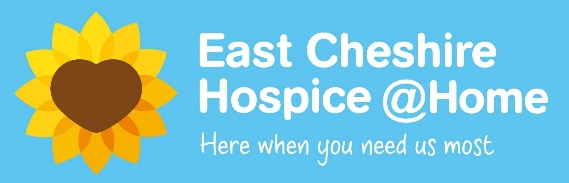 East Cheshire
Hospice @Home
Here when you need us most